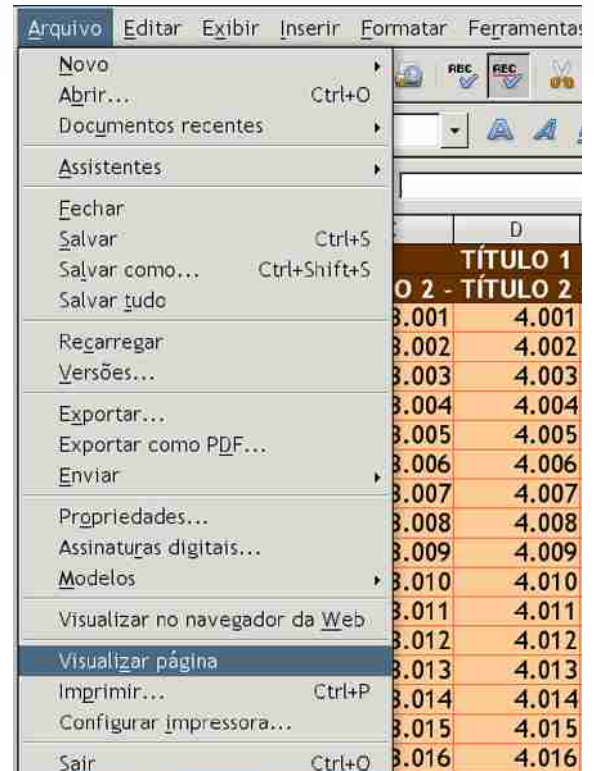 Arquivo Editar Exibir Inserir Formatar Ferramentas
Novo
Abrir... Ctrl+O
Documentos recentes
Assistentes
Fechar
Salvar Ctrl+S
Salvar como... Ctrl+Shift+S
Salvar tudo
Recarregar
Versões...
Exportar...
Exportar como PDF...
Enviar
Propriedades...
Assinaturas digitais...
Modelos
Visualizar no navegador da Web
Visualizar página
Imprimir... Ctrl+P
Configurar impressora...
Sair Ctrl+Q
ABC ABC
D
TÍTULO 1
O 2 - TÍTULO 2
3.001 4.001
3.002 4.002
3.003 4.003
3.004 4.004
3.005 4.005
3.006 4.006
3.007 4.007
3.008 4.008
3.009 4.009
3.010 4.010
3.011 4.011
3.012 4.012
3.013 4.013
3.014 4.014
3.015 4.015
3.016 4.016